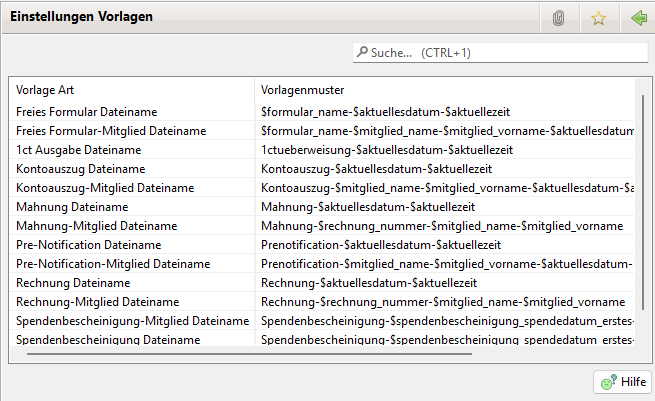 Einstellungen Vorlagen
Suche... (CTRL+1)
Vorlage Art Vorlagenmuster
Freies Formular Dateiname $formular_name-$aktuellesdatum-$aktuellezeit
Freies Formular-Mitglied Dateiname $formular_name-$mitglied_name-$mitglied_vorname-$aktuellesdatum
1ct Ausgabe Dateiname 1ctueberweisung-$aktuellesdatum-$aktuellezeit
Kontoauszug Dateiname Kontoauszug-$aktuellesdatum-$aktuellezeit
Kontoauszug-Mitglied Dateiname Kontoauszug-$mitglied_name-$mitglied_vorname-$aktuellesdatum-$a
Mahnung Dateiname Mahnung-$aktuellesdatum-$aktuellezeit
Mahnung-Mitglied Dateiname Mahnung-$rechnung_nummer-$mitglied_name-$mitglied_vorname
Pre-Notification Dateiname Prenotification-$aktuellesdatum-$aktuellezeit
Pre-Notification-Mitglied Dateiname Prenotification-$mitglied_name-$mitglied_vorname-$aktuellesdatum-
Rechnung Dateiname Rechnung-$aktuellesdatum-$aktuellezeit
Rechnung-Mitglied Dateiname Rechnung-$rechnung_nummer-$mitglied_name-$mitglied_vorname
Spendenbescheinigung-Mitglied Dateiname Spendenbescheinigung-$spendenbescheinigung_spendedatum_erstes-
Spendenbescheinigung Dateiname Spendenbescheinigung-$spendenbescheinigung_spendedatum_erstes-
Hilfe